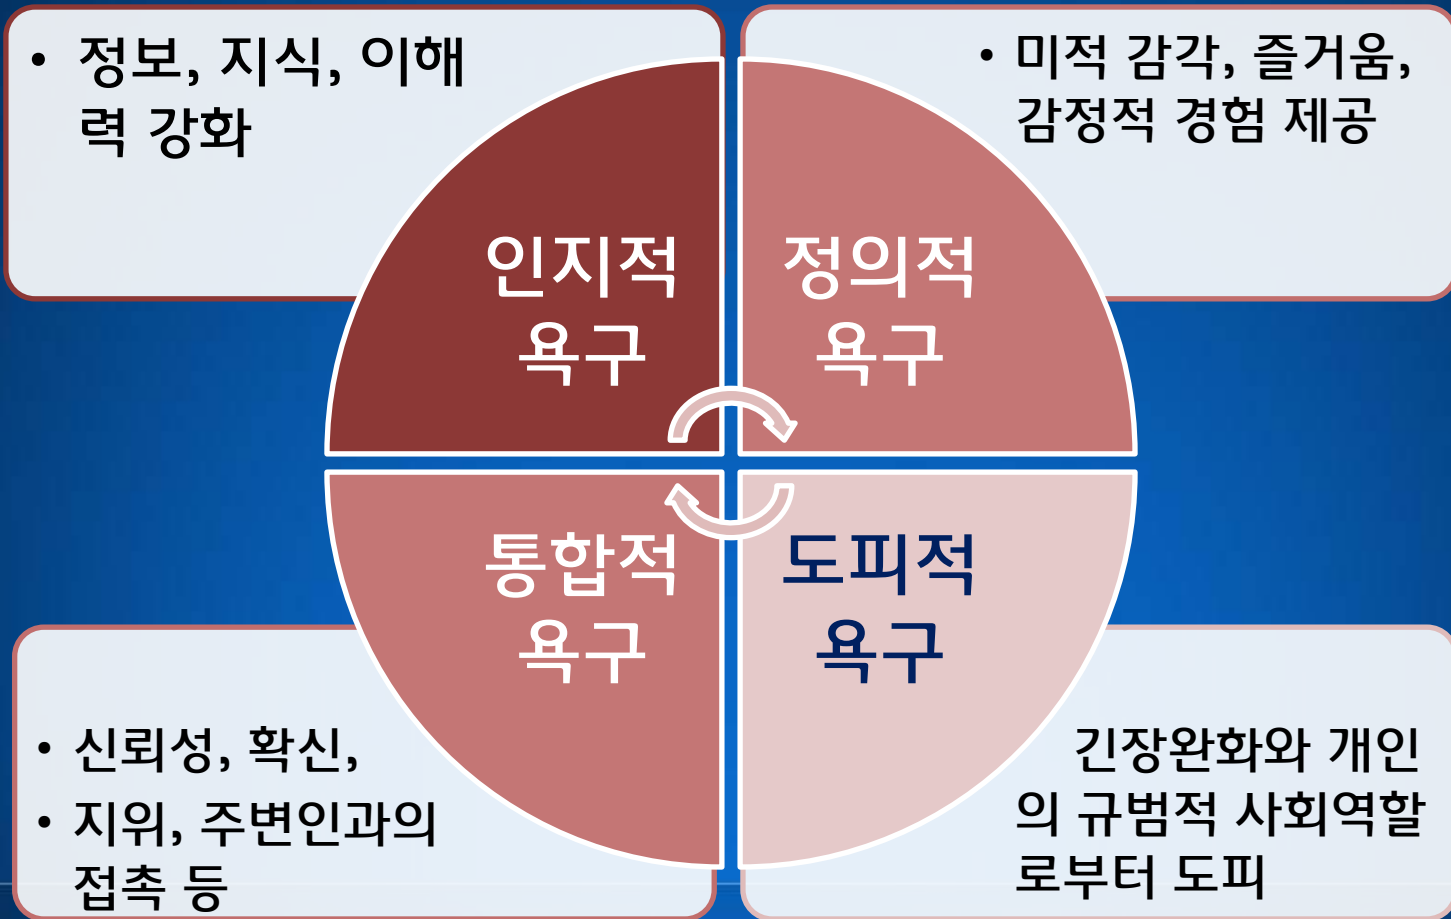 • 정보, 지식, 이해
력 강화
• 미적 감각, 즐거움,
감정적 경험 제공
인지적
욕구
정의적
욕구
통합적
욕구
도피적
욕구
• 신뢰성, 확신,
• 지위, 주변인과의
접촉 등
긴장완화와 개인
의 규범적 사회역할
로부터 도피